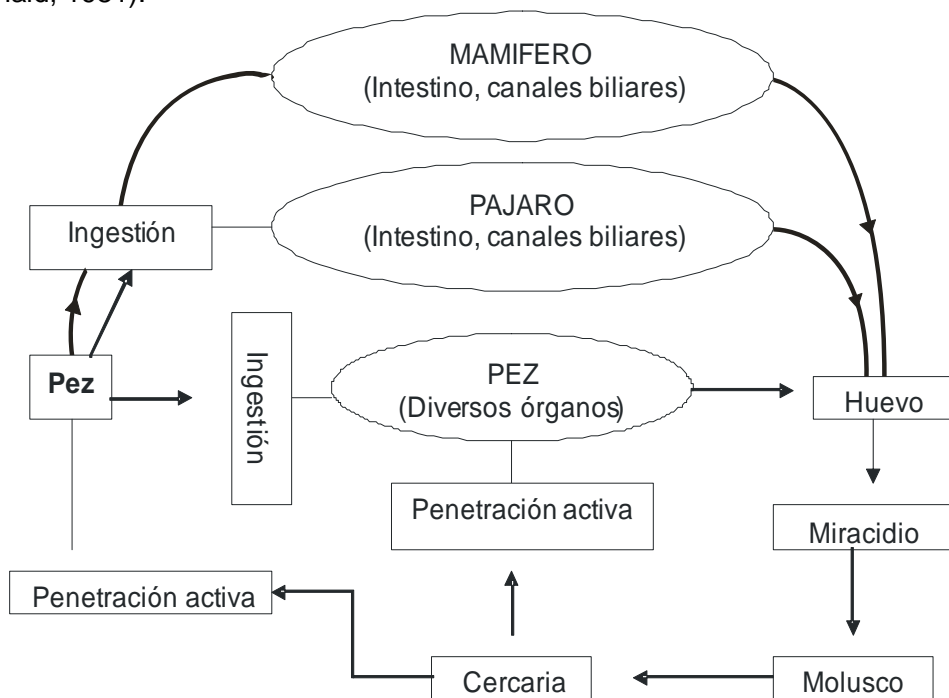 MAMIFERO
(Intestino, canales biliares)
PAJARO
(Intestino, canales biliares)
Ingestión
Ingestión
Pez
PEZ
(Diversos órganos)
Huevo
Penetración activa
Miracidio
Penetración activa
Cercaria
Molusco